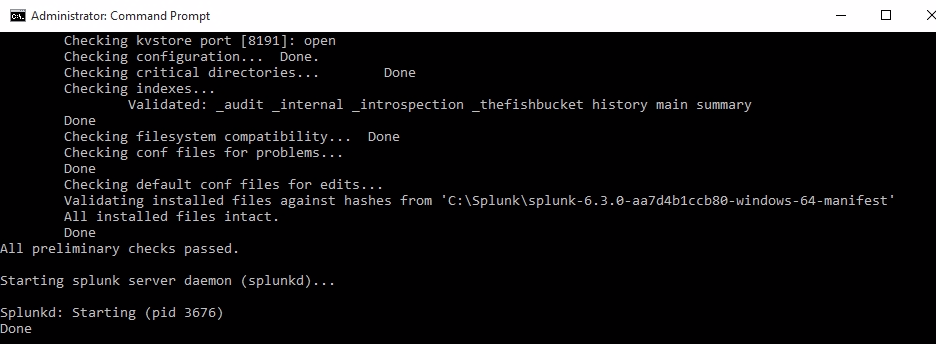 Administrator: Command Prompt
Checking kvstore port [8191]: open
Checking configuration... Done.
Checking critical directories... Done
Checking indexes...
Validated: _audit _internal _introspection _thefishbucket history main summary
Done
Checking filesystem compatibility... Done
Checking conf files for problems...
Done
Checking default conf files for edits...
Validating installed files against hashes from 'C:\Splunk\splunk-6.3.0-aa7d4b1ccb80-windows-64-manifest'
All installed files intact.
Done
All preliminary checks passed.
Starting splunk server daemon (splunkd)...
Splunkd: Starting (pid 3676)
Done